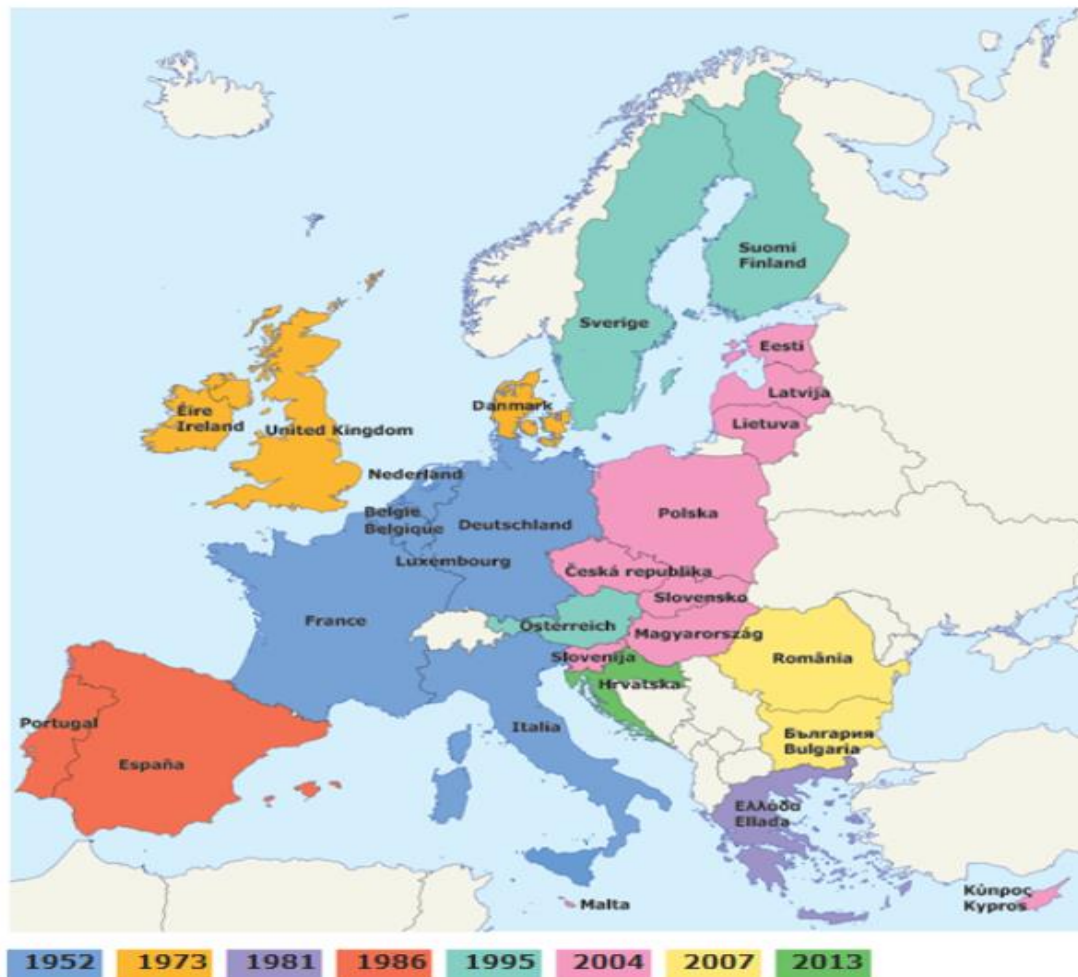 Suomi
Finland
Sverige
Eesti
Latvija
Lietuva
Danmark
Éire
Ireland
United Kingdom
Nederland
België
Belgique
Deutschland
Polska
Luxembourg
Česká republika
Slovensko
France
Österreich
Magyarország
Slovenija
Hrvatska
România
Portugal
España
Italia
България
Bulgaria
Ελλάδα
Ellada
Malta
Κύπρος
Kypros
1952 1973 1981 1986 1995 2004 2007 2013